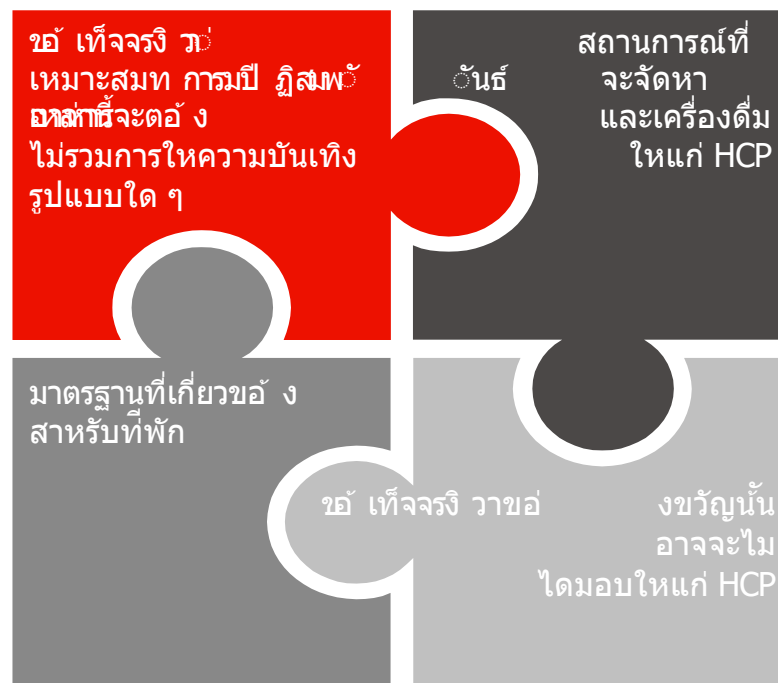 ขอ้ เท็จจรงิ วา่
เหมาะสมท การมปี ฏิสมพั
จะตอ้ ง
ไม่รวมการใหความบันเทิง
รูปแบบใด ๆ
สถานการณ์ที่
ันธ์ จะจัดหา
และเครื่องดื่ม
ใหแก่ HCP
มาตรฐานที่เกี่ยวขอ้ ง
สาหรับที่พัก
ขอ้ เท็จจรงิ วาขอ่ งขวัญนั้น
อาจจะไม
ไดมอบใหแก่ HCP